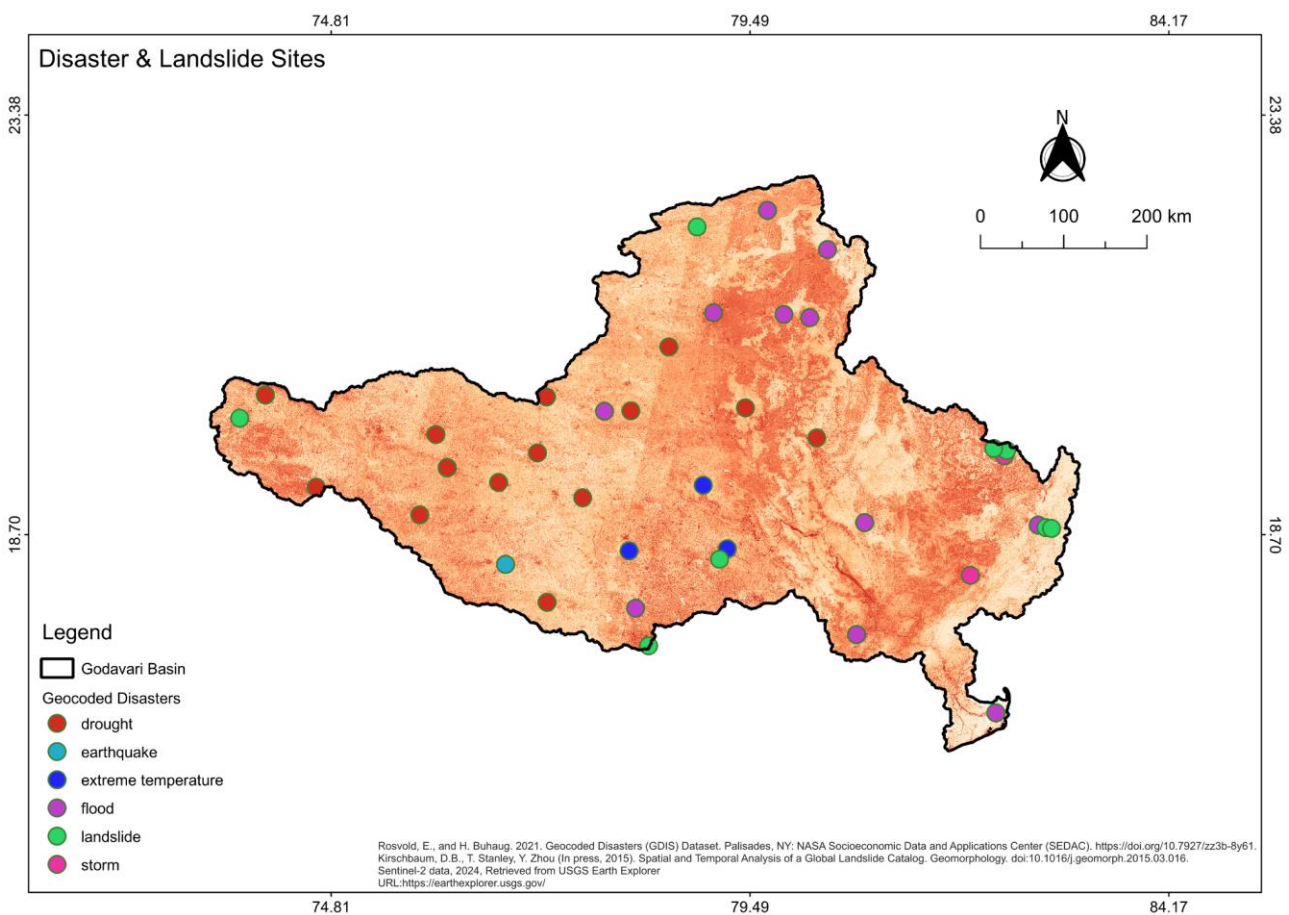 74.81 79.49 84.17
Disaster & Landslide Sites
23.38 23.38
N
0 100 200 km
18.70 18.70
Legend
Godavari Basin
Geocoded Disasters
drought
earthquake
extreme temperature
flood
landslide
storm
Rosvold, E., and H. Buhaug. 2021. Geocoded Disasters (GDIS) Dataset. Palisades, NY: NASA Socioeconomic Data and Applications Center (SEDAC). https://doi.org/10.7927/zz3b-8y61.
Kirschbaum, D.B., T. Stanley, Y. Zhou (In press, 2015). Spatial and Temporal Analysis of a Global Landslide Catalog. Geomorphology. doi:10.1016/j.geomorph.2015.03.016.
Sentinel-2 data, 2024, Retrieved from USGS Earth Explorer
URL:https://earthexplorer.usgs.gov/
74.81 79.49 84.17